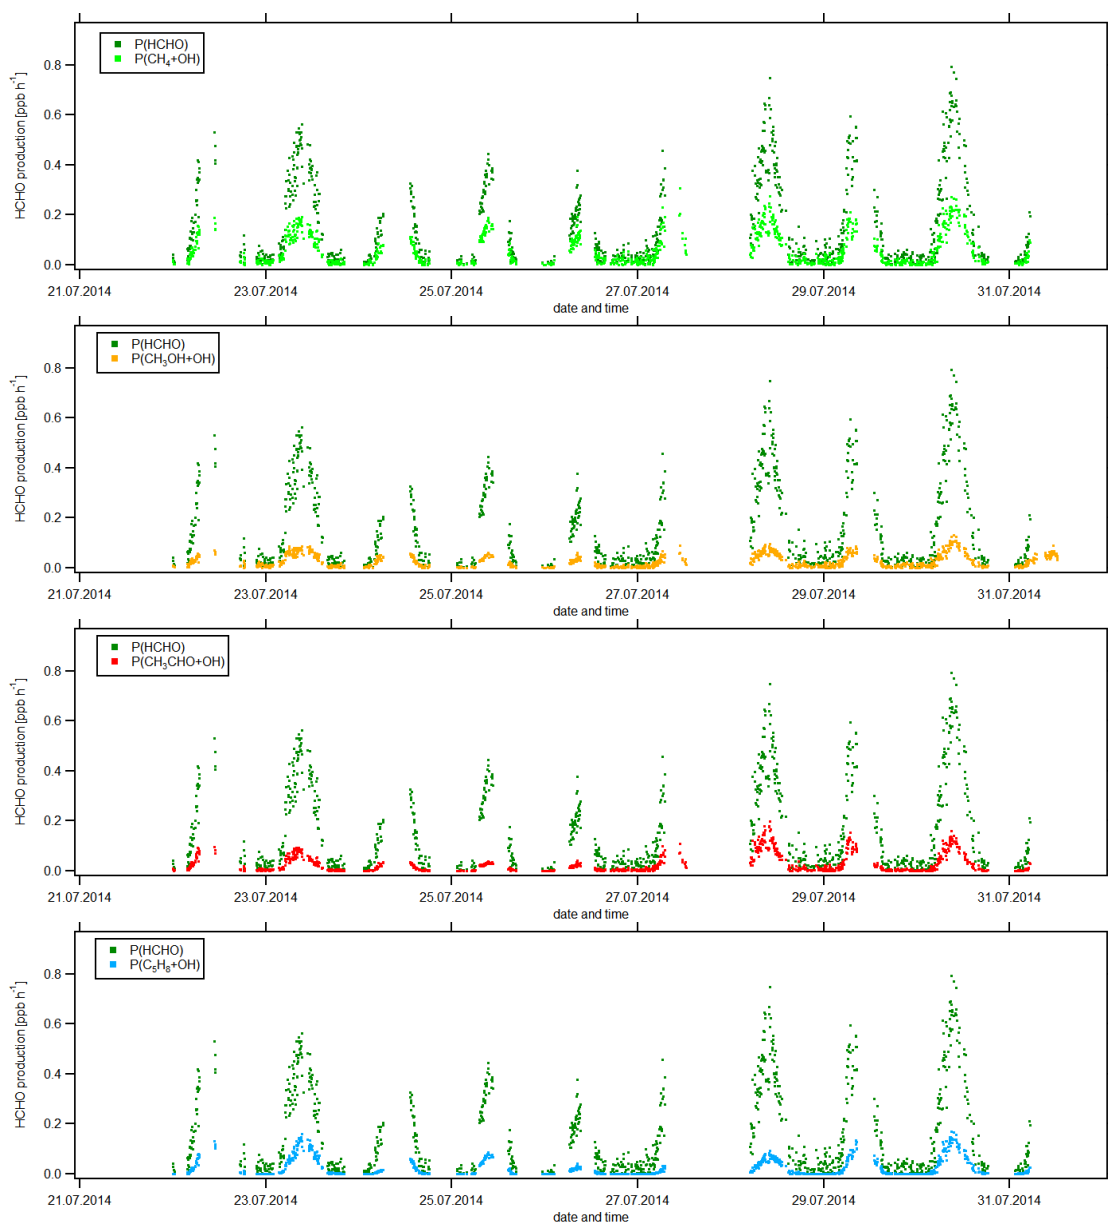 P(HCHO)
P(CH₄+OH)
HCHO production [ppb h⁻¹]
0.8
0.6
0.4
0.2
0.0
21.07.2014 23.07.2014 25.07.2014 27.07.2014 29.07.2014 31.07.2014
date and time
P(HCHO)
P(CH₃OH+OH)
HCHO production [ppb h⁻¹]
0.8
0.6
0.4
0.2
0.0
21.07.2014 23.07.2014 25.07.2014 27.07.2014 29.07.2014 31.07.2014
date and time
P(HCHO)
P(CH₃CHO+OH)
HCHO production [ppb h⁻¹]
0.8
0.6
0.4
0.2
0.0
21.07.2014 23.07.2014 25.07.2014 27.07.2014 29.07.2014 31.07.2014
date and time
P(HCHO)
P(C₅H₈+OH)
HCHO production [ppb h⁻¹]
0.8
0.6
0.4
0.2
0.0
21.07.2014 23.07.2014 25.07.2014 27.07.2014 29.07.2014 31.07.2014
date and time